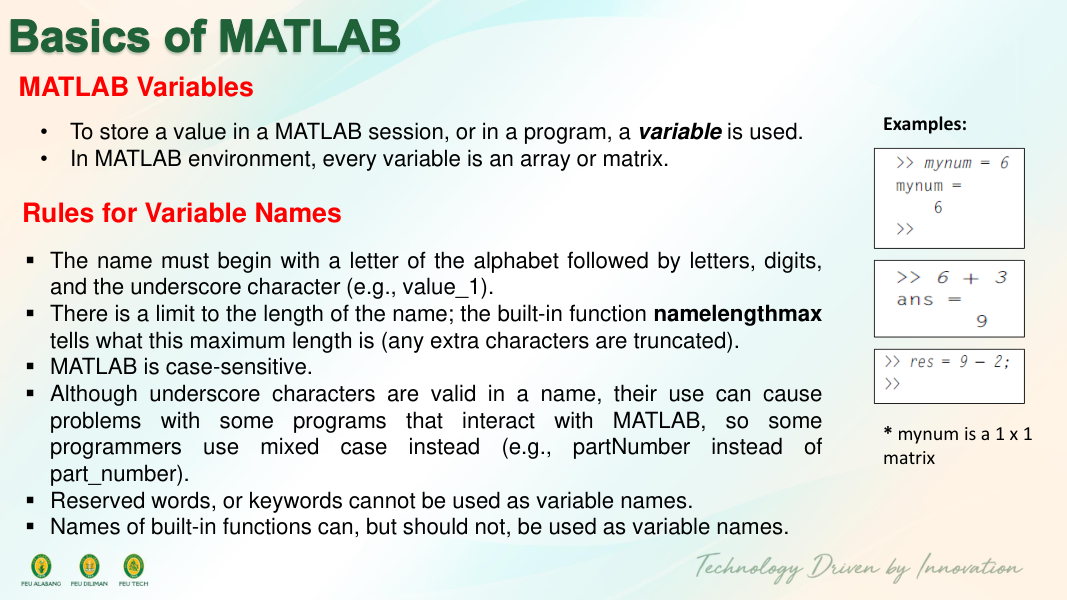 Basics of MATLAB
MATLAB Variables
• To store a value in a MATLAB session, or in a program, a variable is used.
• In MATLAB environment, every variable is an array or matrix.
Rules for Variable Names
▪ The name must begin with a letter of the alphabet followed by letters, digits,
and the underscore character (e.g., value_1).
▪ There is a limit to the length of the name; the built-in function namelengthmax
tells what this maximum length is (any extra characters are truncated).
▪ MATLAB is case-sensitive.
▪ Although underscore characters are valid in a name, their use can cause
problems with some programs that interact with MATLAB, so some
programmers use mixed case instead (e.g., partNumber instead of
part_number).
▪ Reserved words, or keywords cannot be used as variable names.
▪ Names of built-in functions can, but should not, be used as variable names.
Examples:
>> mynum = 6
mynum =
6
>>
>> 6 + 3
ans =
9
>> res = 9 – 2;
>>
* mynum is a 1 x 1
matrix
FEU ALABANG FEU DILIMAN FEU TECH
Technology Driven by Innovation